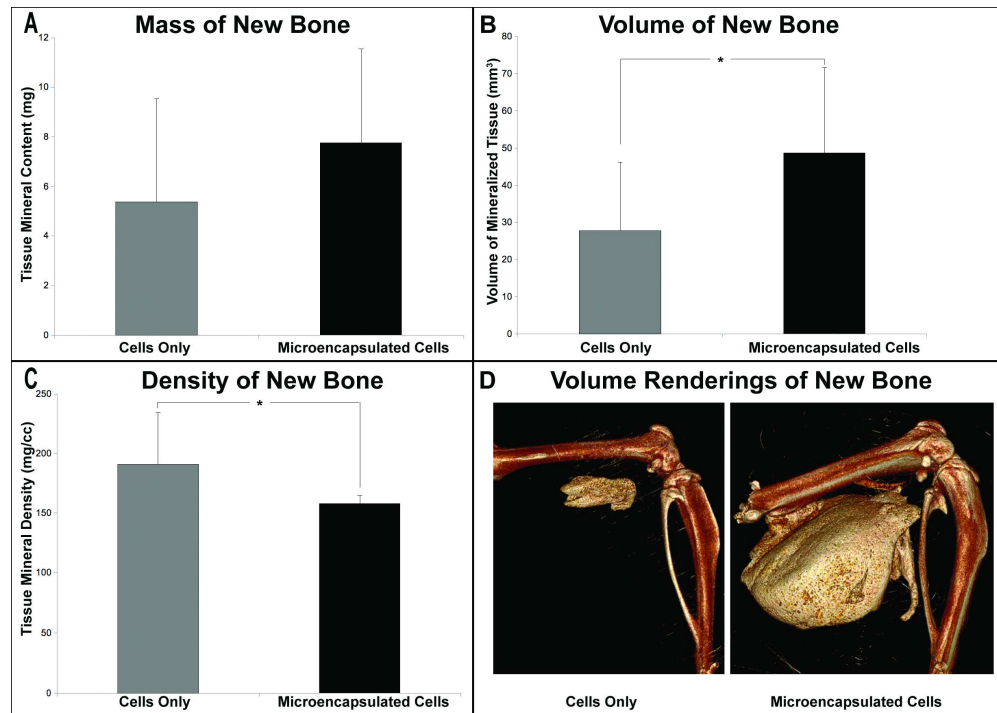 A Mass of New Bone
Tissue Mineral Content (mg)
12
10
8
6
4
2
0
Cells Only Microencapsulated Cells
B Volume of New Bone
Volume of Mineralized Tissue (mm³)
80
70
60
50
40
30
20
10
0
*
Cells Only Microencapsulated Cells
C Density of New Bone
Tissue Mineral Density (mg/cc)
250
200
150
100
50
0
*
Cells Only Microencapsulated Cells
D Volume Renderings of New Bone
Cells Only Microencapsulated Cells